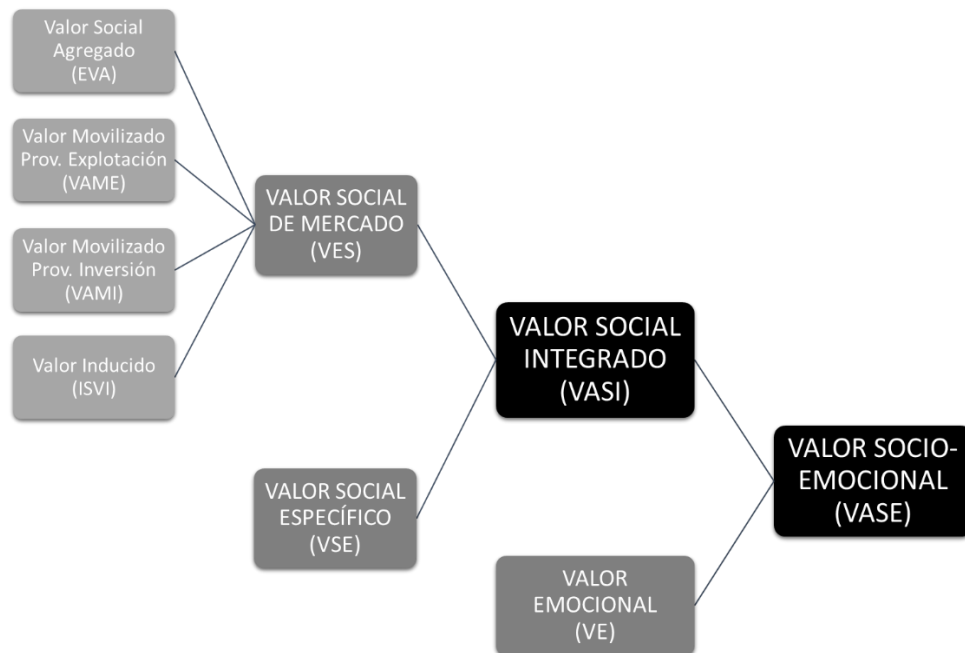 Valor Social
Agregado
(EVA)
Valor Movilizado
Prov. Explotación
(VAME)
Valor Movilizado
Prov. Inversión
(VAMI)
Valor Inducido
(ISVI)
VALOR SOCIAL
DE MERCADO
(VES)
VALOR SOCIAL
ESPECÍFICO
(VSE)
VALOR SOCIAL
INTEGRADO
(VASI)
VALOR
EMOCIONAL
(VE)
VALOR SOCIO-
EMOCIONAL
(VASE)